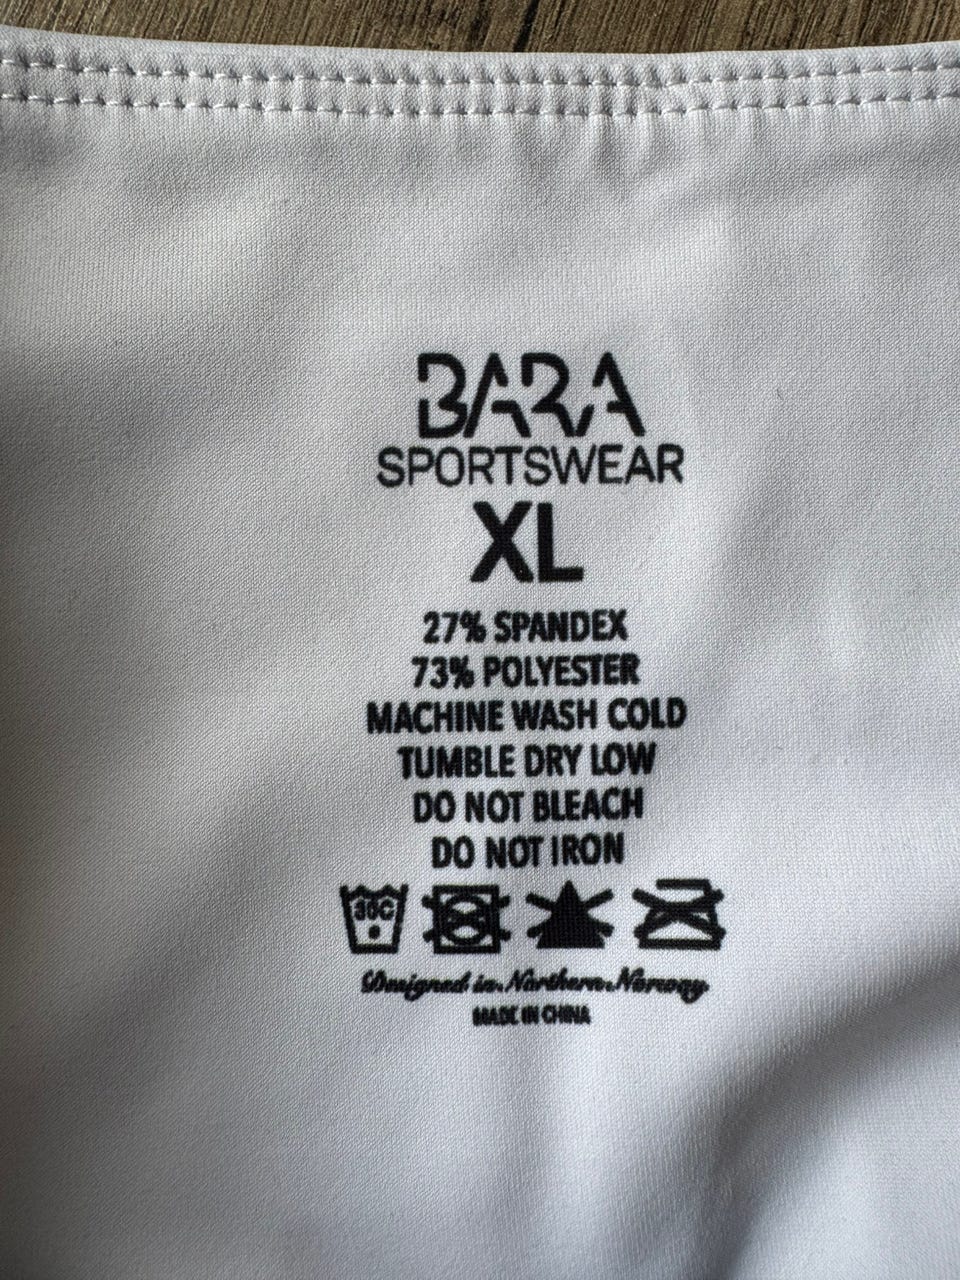 BARA
SPORTSWEAR
XL
27% SPANDEX
73% POLYESTER
MACHINE WASH COLD
TUMBLE DRY LOW
DO NOT BLEACH
DO NOT IRON
30C
Designed in Northern Norway
MADE IN CHINA